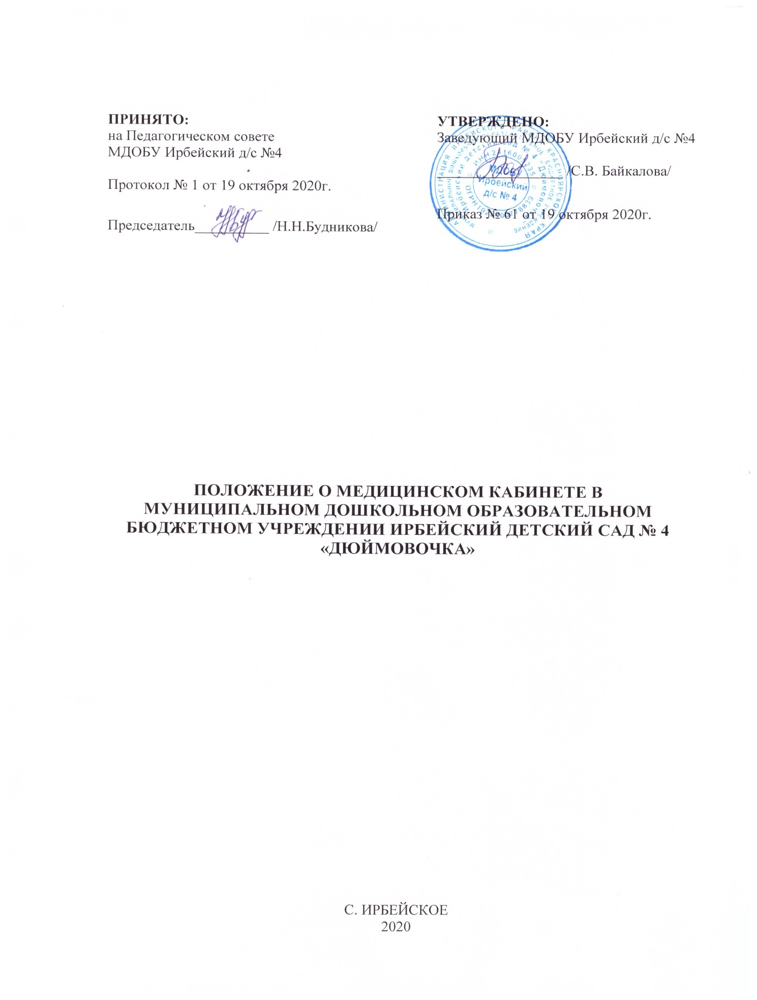 ПРИНЯТО:
на Педагогическом совете
МДОБУ Ирбейский д/с №4
Протокол № 1 от 19 октября 2020г.
Председатель__________ /Н.Н.Будникова/
УТВЕРЖДЕНО:
Заведующий МДОБУ Ирбейский д/с №4
/С.В. Байкалова/
Приказ № 61 от 19 октября 2020г.
МДОБУ
Ирбейский
д/с № 4
ПОЛОЖЕНИЕ О МЕДИЦИНСКОМ КАБИНЕТЕ В
МУНИЦИПАЛЬНОМ ДОШКОЛЬНОМ ОБРАЗОВАТЕЛЬНОМ
БЮДЖЕТНОМ УЧРЕЖДЕНИИ ИРБЕЙСКИЙ ДЕТСКИЙ САД № 4
«ДЮЙМОВОЧКА»
С. ИРБЕЙСКОЕ
2020